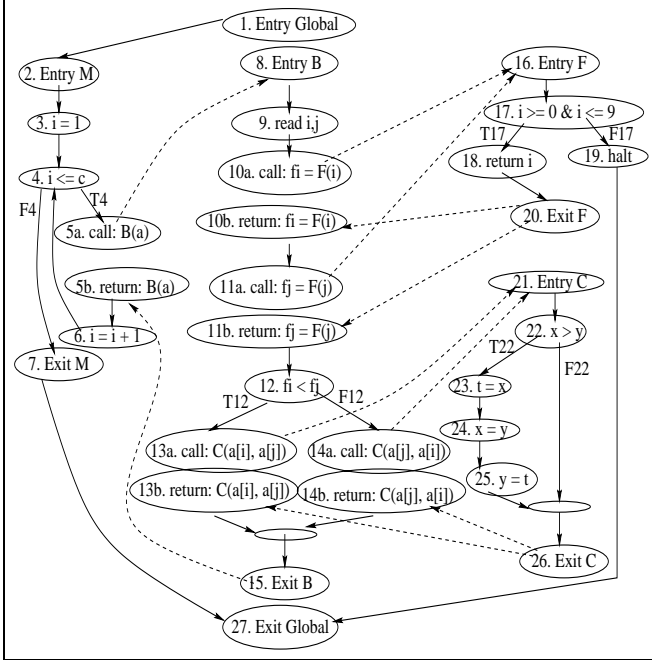 1. Entry Global
2. Entry M
3. i = 1
4. i <= c
F4
T4
5a. call: B(a)
5b. return: B(a)
6. i = i + 1
7. Exit M
8. Entry B
9. read i,j
10a. call: fi = F(i)
10b. return: fi = F(i)
11a. call: fj = F(j)
11b. return: fj = F(j)
12. fi < fj
T12
F12
13a. call: C(a[i], a[j])
14a. call: C(a[j], a[i])
13b. return: C(a[i], a[j])
14b. return: C(a[j], a[i])
15. Exit B
16. Entry F
17. i >= 0 & i <= 9
T17
F17
18. return i
19. halt
20. Exit F
21. Entry C
22. x > y
T22
F22
23. t = x
24. x = y
25. y = t
26. Exit C
27. Exit Global